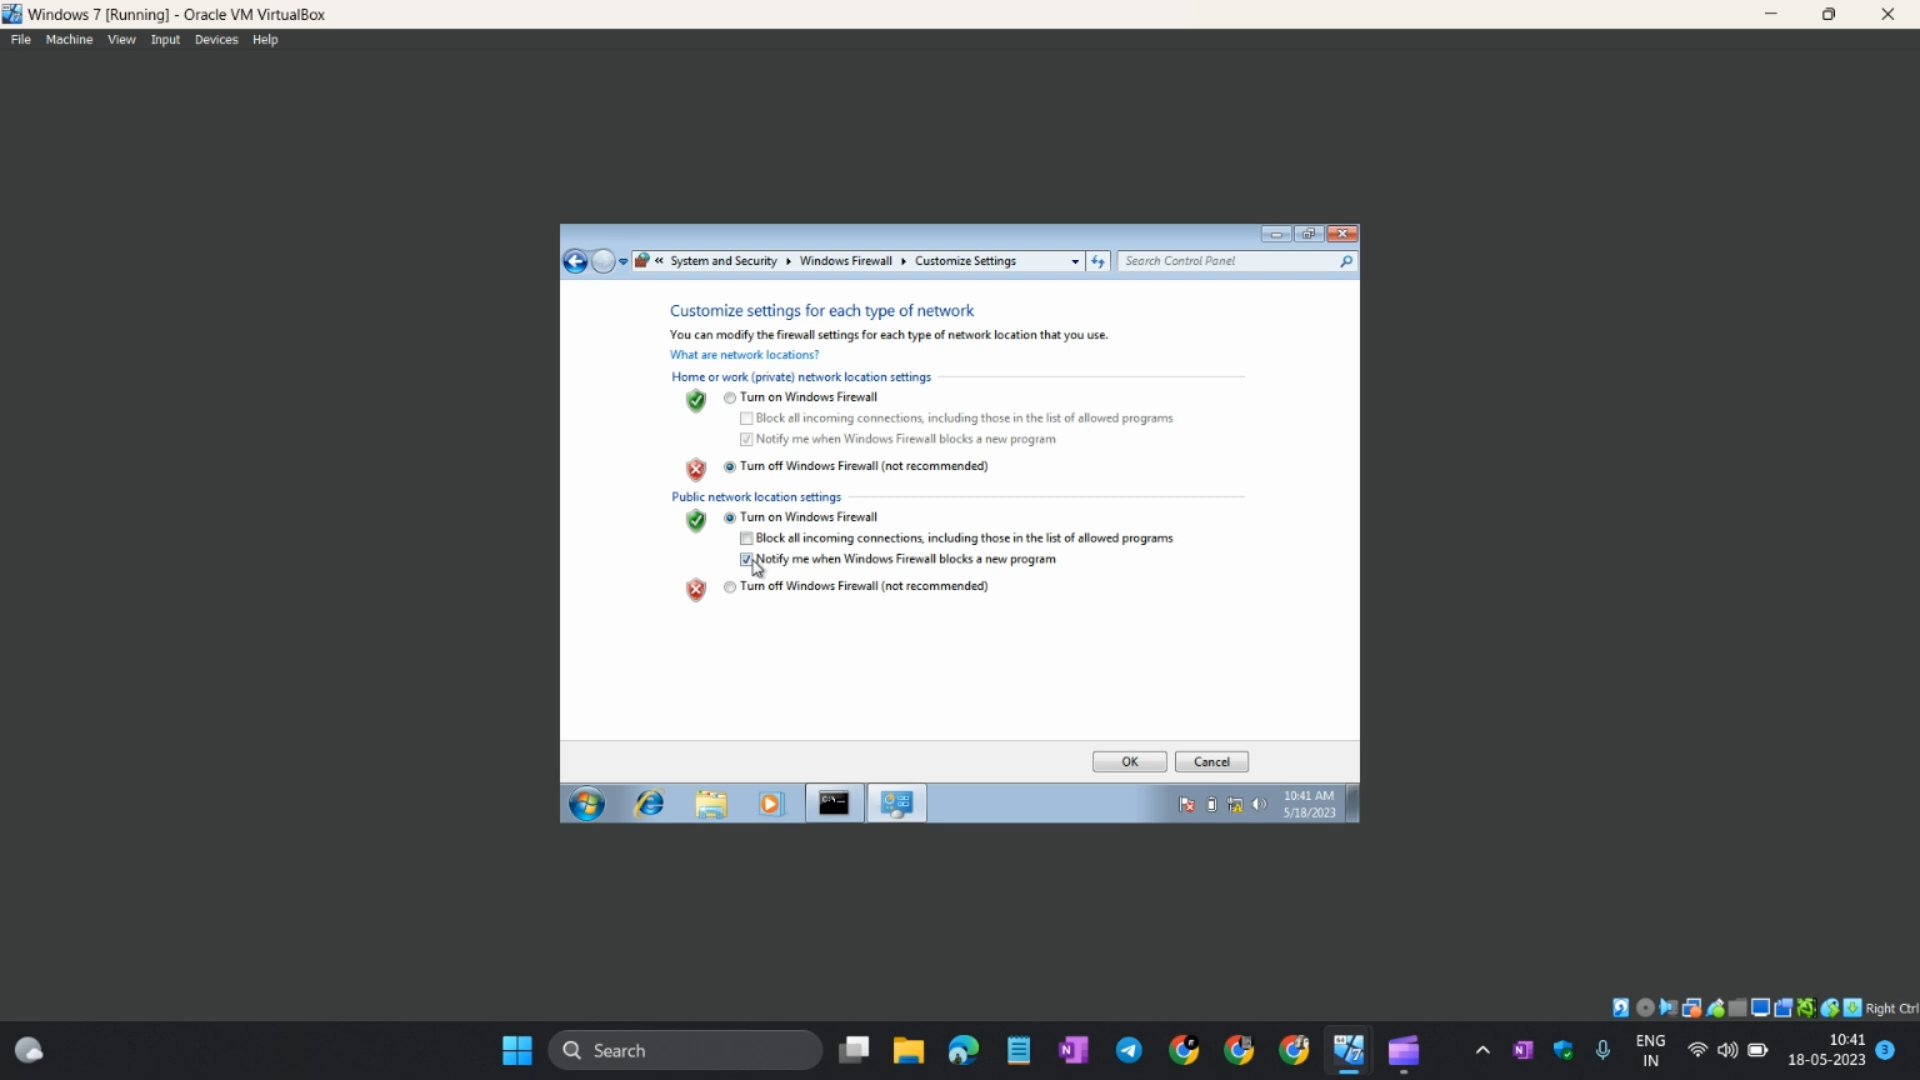 Windows 7 [Running] - Oracle VM VirtualBox
File Machine View Input Devices Help
« System and Security Windows Firewall Customize Settings Search Control Panel
Customize settings for each type of network
You can modify the firewall settings for each type of network location that you use.
What are network locations?
Home or work (private) network location settings
Turn on Windows Firewall
Block all incoming connections, including those in the list of allowed programs
Notify me when Windows Firewall blocks a new program
Turn off Windows Firewall (not recommended)
Public network location settings
Turn on Windows Firewall
Block all incoming connections, including those in the list of allowed programs
Notify me when Windows Firewall blocks a new program
Turn off Windows Firewall (not recommended)
OK Cancel
10:41 AM
5/18/2023
Right Ctrl
Search
ENG
IN
10:41
18-05-2023
3